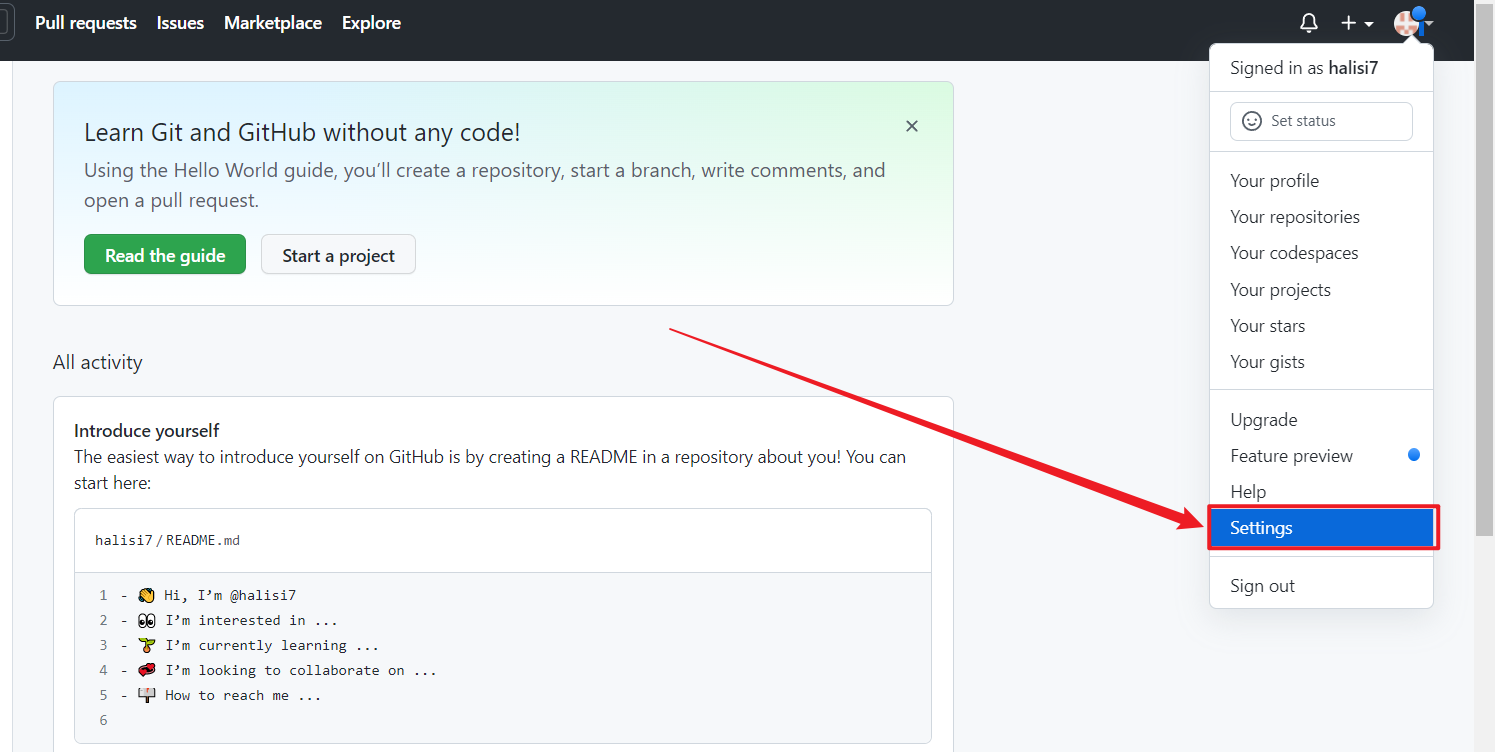 Pull requests Issues Marketplace Explore
Signed in as halisi7
Set status
Your profile
Your repositories
Your codespaces
Your projects
Your stars
Your gists
Upgrade
Feature preview
Help
Settings
Sign out
Learn Git and GitHub without any code!
Using the Hello World guide, you’ll create a repository, start a branch, write comments, and
open a pull request.
Read the guide Start a project
All activity
Introduce yourself
The easiest way to introduce yourself on GitHub is by creating a README in a repository about you! You can
start here:
halisi7/README.md
1 - 👋 Hi, I’m @halisi7
2 - 👀 I’m interested in ...
3 - 🌱 I’m currently learning ...
4 - 💞️ I’m looking to collaborate on ...
5 - 📫 How to reach me ...
6